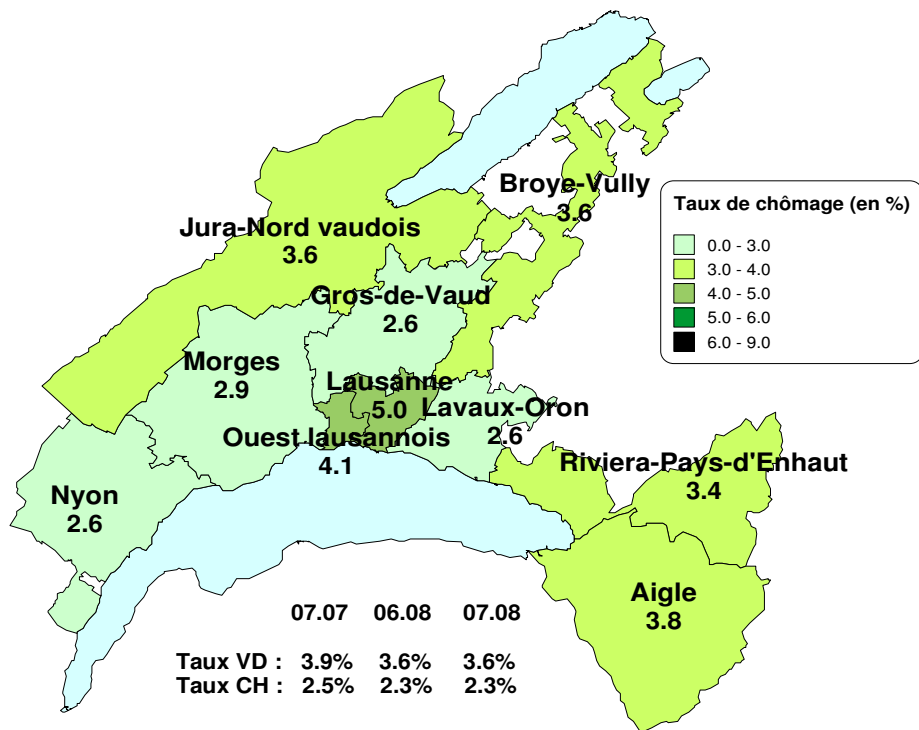 Broye-Vully
3.6
Taux de chômage (en %)
0.0 - 3.0
3.0 - 4.0
4.0 - 5.0
5.0 - 6.0
6.0 - 9.0
Jura-Nord vaudois
3.6
Gros-de-Vaud
2.6
Morges
2.9
Lausanne
5.0
Lavaux-Oron
2.6
Ouest lausannois
4.1
Riviera-Pays-d'Enhaut
3.4
Nyon
2.6
Aigle
3.8
07.07 06.08 07.08
Taux VD : 3.9% 3.6% 3.6%
Taux CH : 2.5% 2.3% 2.3%